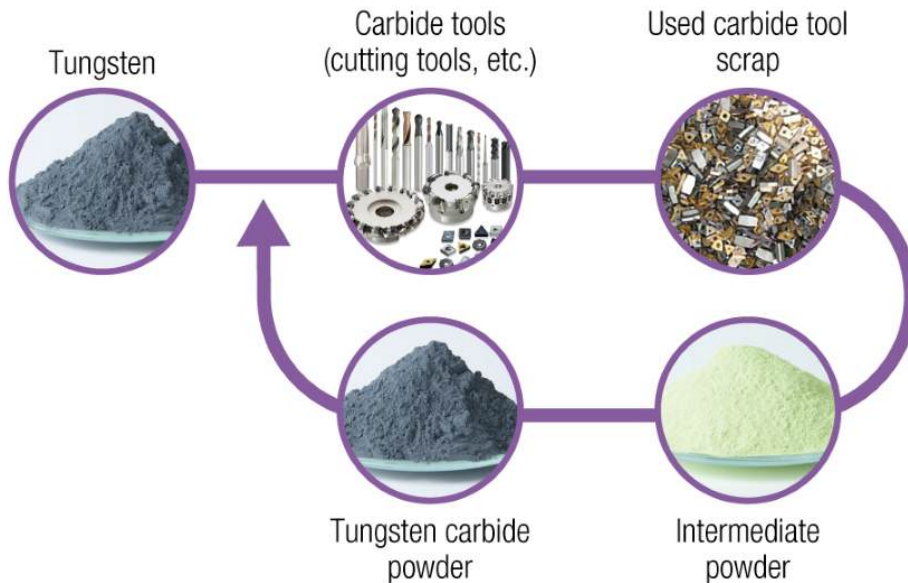 Tungsten
Carbide tools
(cutting tools, etc.)
Used carbide tool
scrap
Tungsten carbide
powder
Intermediate
powder